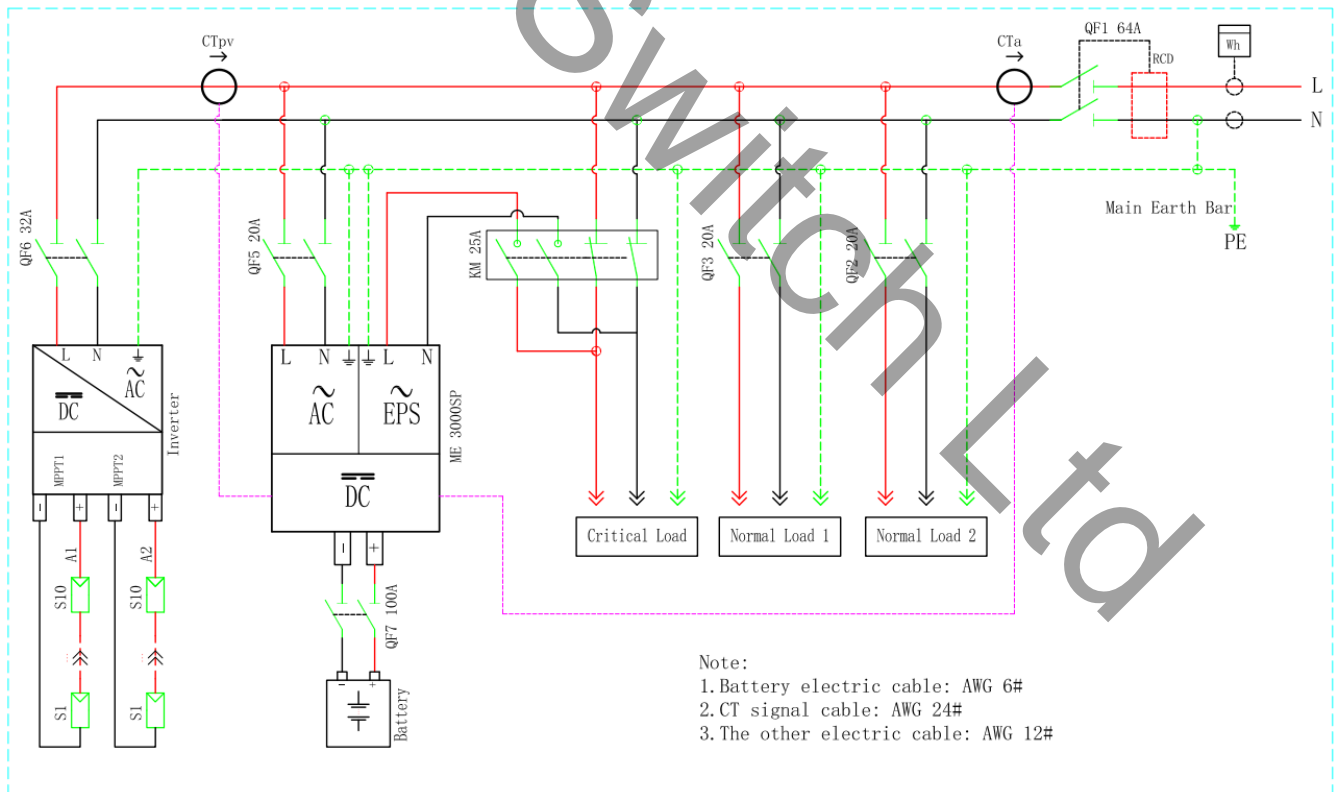 CTpv
CTa
QF1 64A
Wh
RCD
L
N
Main Earth Bar
PE
QF6 32A
QF5 20A
KM 25A
QF3 20A
QF2 20A
L N
AC
DC
MPPT1
MPPT2
Inverter
L N L N
AC
EPS
DC
ME 3000SP
- + - +
A1
A2
S10
S10
S1
S1
- +
QF7 100A
- +
Battery
Critical Load
Normal Load 1
Normal Load 2
Note:
1.Battery electric cable: AWG 6#
2.CT signal cable: AWG 24#
3.The other electric cable: AWG 12#
witch Ltd